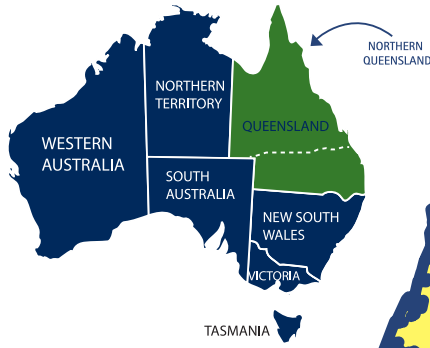 NORTHERN
QUEENSLAND
NORTHERN
TERRITORY
QUEENSLAND
WESTERN
AUSTRALIA
SOUTH
AUSTRALIA
NEW SOUTH
WALES
VICTORIA
TASMANIA